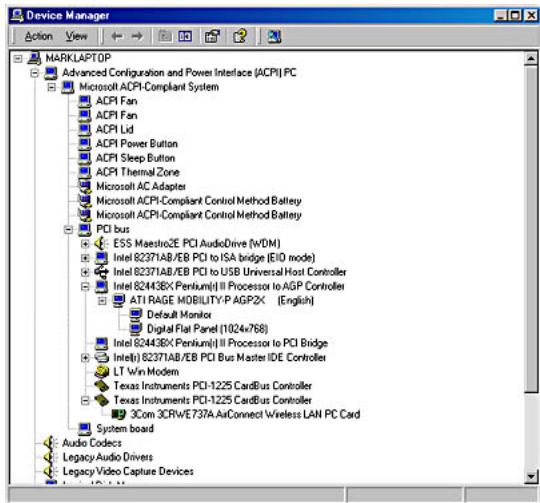 Device Manager
Action View
MARKLAPTOP
Advanced Configuration and Power Interface (ACPI) PC
Microsoft ACPI-Compliant System
ACPI Fan
ACPI Fan
ACPI Lid
ACPI Power Button
ACPI Sleep Button
ACPI Thermal Zone
Microsoft AC Adapter
Microsoft ACPI-Compliant Control Method Battery
Microsoft ACPI-Compliant Control Method Battery
PCI bus
ESS Maestro2E PCI AudioDrive (WDM)
Intel 82371AB/EB PCI to ISA bridge (EIO mode)
Intel 82371AB/EB PCI to USB Universal Host Controller
Intel 82443BX Pentium(r) II Processor to AGP Controller
ATI RAGE MOBILITY-P AGP2X (English)
Default Monitor
Digital Flat Panel (1024x768)
Intel 82443BX Pentium(r) II Processor to PCI Bridge
Intel(r) 82371AB/EB PCI Bus Master IDE Controller
LT Win Modem
Texas Instruments PCI-1225 CardBus Controller
Texas Instruments PCI-1225 CardBus Controller
3Com 3CRWE737A AirConnect Wireless LAN PC Card
System board
Audio Codecs
Legacy Audio Drivers
Legacy Video Capture Devices